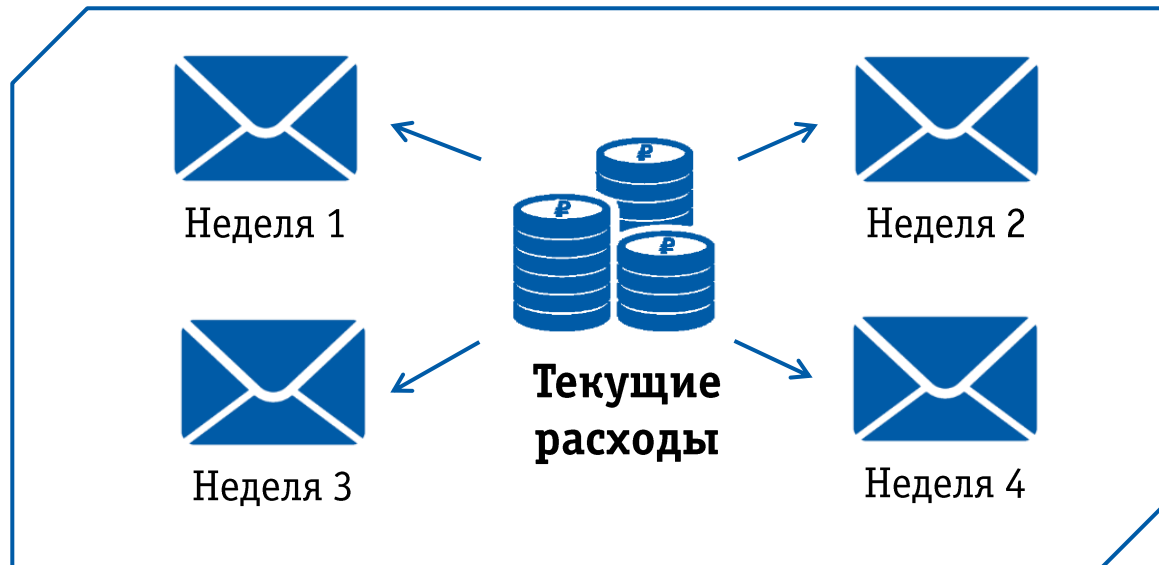 ₽
₽
₽
Неделя 1
Неделя 2
Текущие
расходы
Неделя 3
Неделя 4